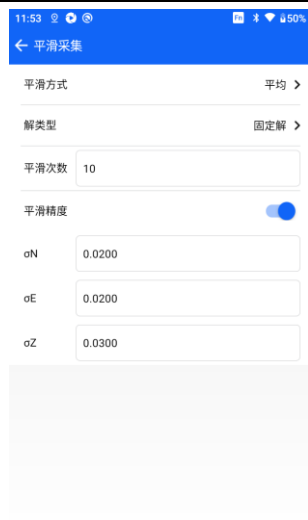 11:53 Fn 50%
平滑采集
平滑方式 平均
解类型 固定解
平滑次数 10
平滑精度
σN 0.0200
σE 0.0200
σZ 0.0300